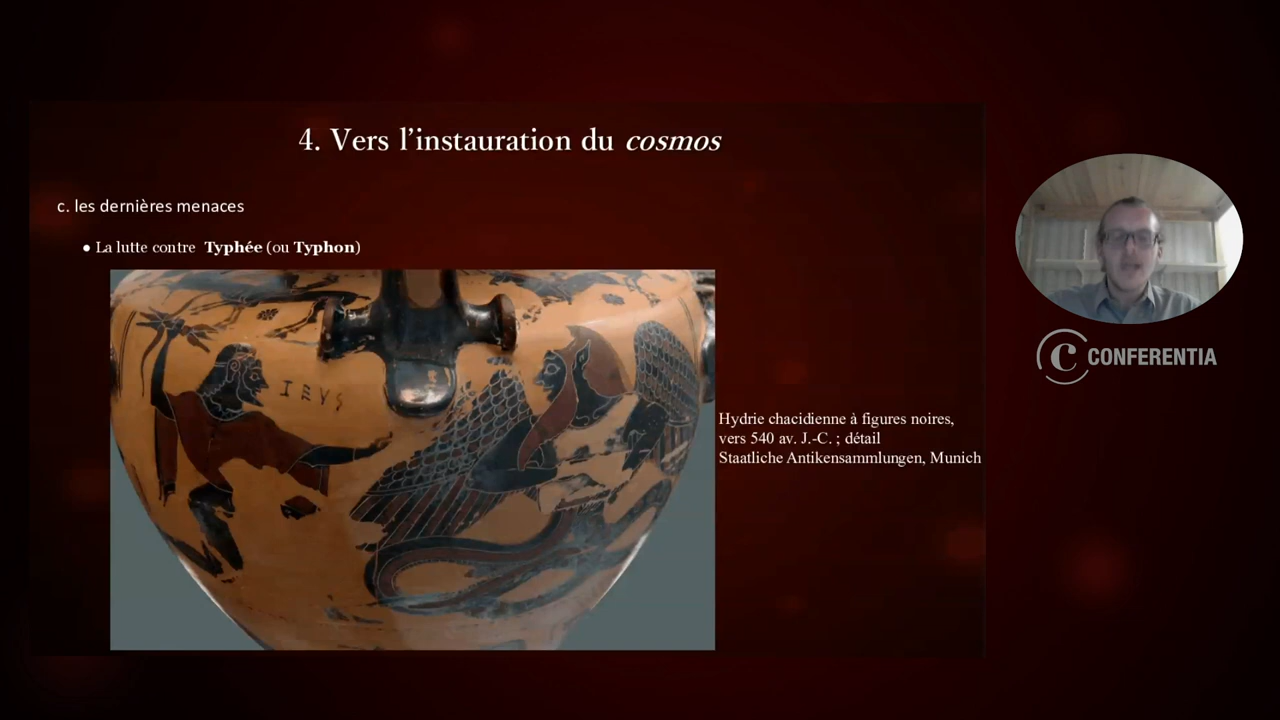 4. Vers l’instauration du cosmos
c. les dernières menaces
● La lutte contre Typhée (ou Typhon)
ΙΕΥΣ
Hydrie chacidienne à figures noires,
vers 540 av. J.-C. ; détail
Staatliche Antikensammlungen, Munich
C CONFERENTIA